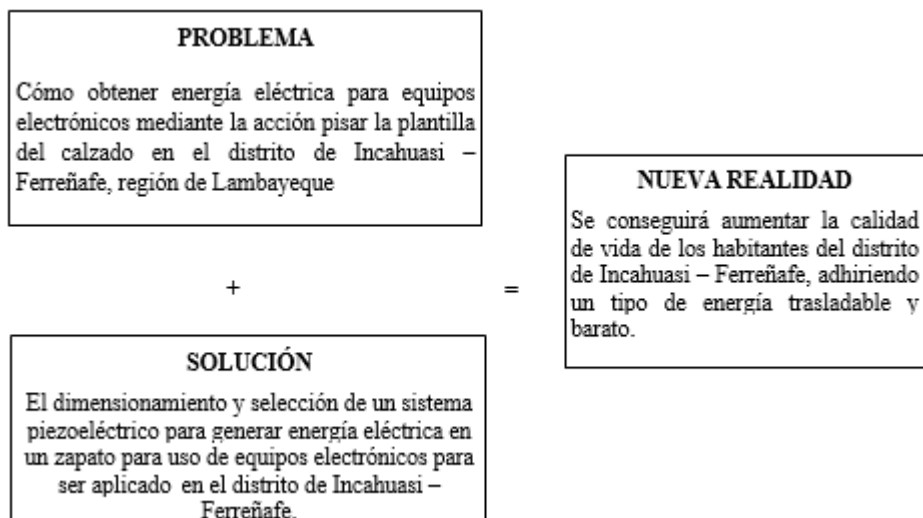 PROBLEMA
Cómo obtener energía eléctrica para equipos
electrónicos mediante la acción pisar la plantilla
del calzado en el distrito de Incahuasi –
Ferreñafe, región de Lambayeque
+
SOLUCIÓN
El dimensionamiento y selección de un sistema
piezoeléctrico para generar energía eléctrica en
un zapato para uso de equipos electrónicos para
ser aplicado en el distrito de Incahuasi –
Ferreñafe.
=
NUEVA REALIDAD
Se conseguirá aumentar la calidad
de vida de los habitantes del distrito
de Incahuasi – Ferreñafe, adhiriendo
un tipo de energía trasladable y
barato.